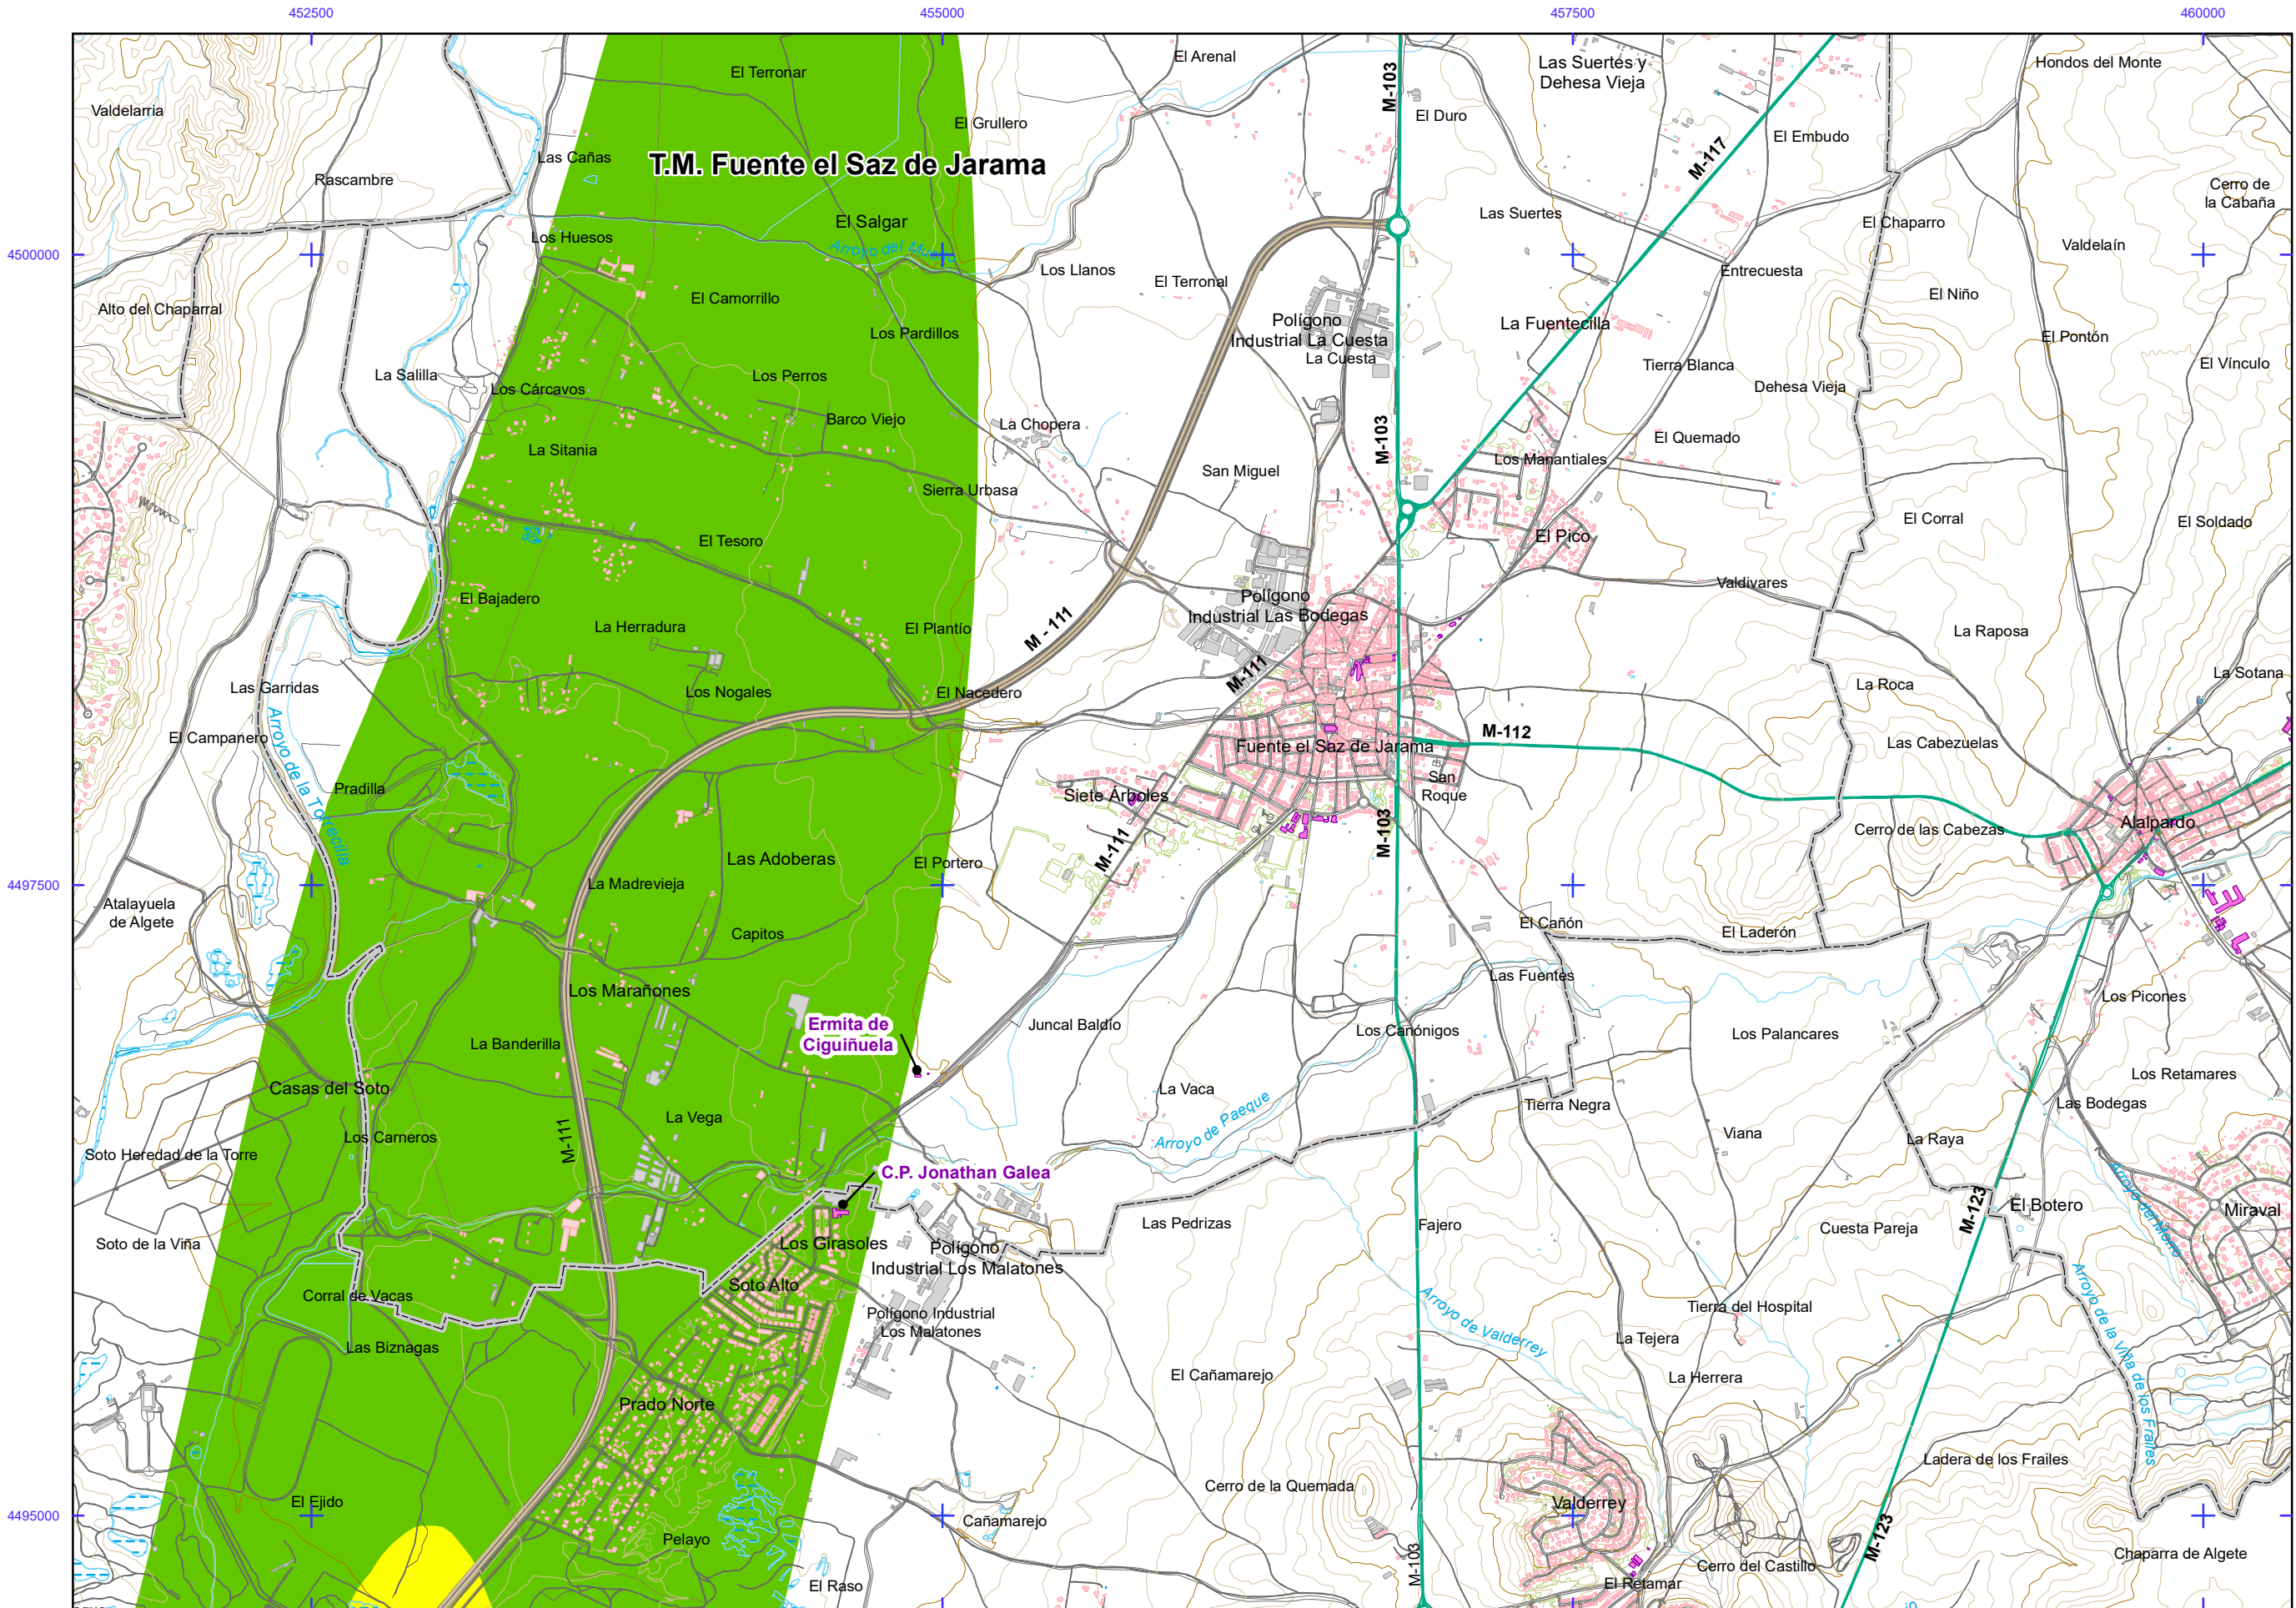 452500
455000
457500
460000
El Arenal
Las Suertes y
Dehesa Vieja
Hondos del Monte
El Terronar
M-103
Valdelarria
El Duro
El Grullero
El Embudo
M-117
Las Cañas
T.M. Fuente el Saz de Jarama
Rascambre
Cerro de
la Cabaña
El Salgar
Las Suertes
El Chaparro
Los Huesos
Arroyo del
Valdelaín
4500000
Los Llanos
Entrecuesta
El Terronal
El Camorrillo
El Niño
Alto del Chaparral
Polígono
Industrial La Cuesta
La Fuentecilla
Los Pardillos
El Pontón
La Cuesta
Tierra Blanca
El Vínculo
La Salilla
Los Perros
Dehesa Vieja
Los Cárcavos
Barco Viejo
La Chopera
M-103
El Quemado
La Sitania
Los Manantiales
San Miguel
Sierra Urbasa
El Corral
El Soldado
El Tesoro
El Pico
Valdivares
El Bajadero
Polígono
Industrial Las Bodegas
La Herradura
El Plantío
M - 111
La Raposa
M-111
La Sotana
Las Garridas
Los Nogales
El Nacedero
La Roca
El Campanero
Arroyo de la Torrecilla
Fuente el Saz de Jarama
M-112
Las Cabezuelas
San
Roque
Pradilla
Siete Árboles
M-103
Alalpardo
Cerro de las Cabezas
M-111
Las Adoberas
El Portero
La Madrevieja
4497500
Atalayuela
de Algete
Capitos
El Cañón
El Laderón
Las Fuentes
Los Marañones
Los Picones
Ermita de
Ciguiñuela
Juncal Baldío
Los Canónigos
Los Palancares
La Banderilla
Casas del Soto
La Vaca
Los Retamares
Las Bodegas
Tierra Negra
Arroyo de Paeque
La Vega
Viana
M-111
Los Carneros
La Raya
Soto Heredad de la Torre
C.P. Jonathan Galea
M-123
El Botero
Arroyo del Moro
Miraval
Las Pedrizas
Fajero
Cuesta Pareja
Soto de la Viña
Los Girasoles
Polígono
Industrial Los Malatones
Soto Alto
Corral de Vacas
Polígono Industrial
Los Malatones
Tierra del Hospital
Arroyo de Valderrey
La Tejera
Arroyo de la Viña de los Frailes
Las Biznagas
El Cañamarejo
La Herrera
Prado Norte
Ladera de los Frailes
Cerro de la Quemada
El Ejido
Valderrey
4495000
Cañamarejo
Pelayo
M-103
M-123
Chaparra de Algete
Cerro del Castillo
El Raso
El Retamar